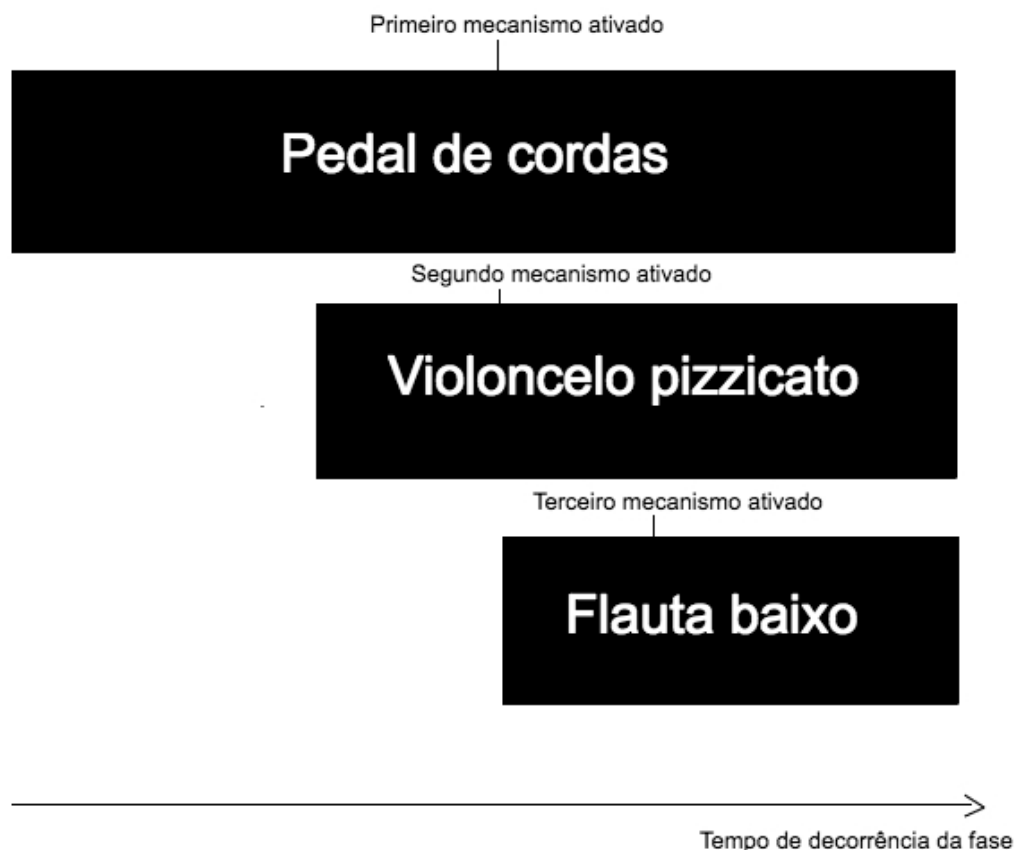 Primeiro mecanismo ativado
Pedal de cordas
Segundo mecanismo ativado
Violoncelo pizzicato
Terceiro mecanismo ativado
Flauta baixo
Tempo de decorrência da fase